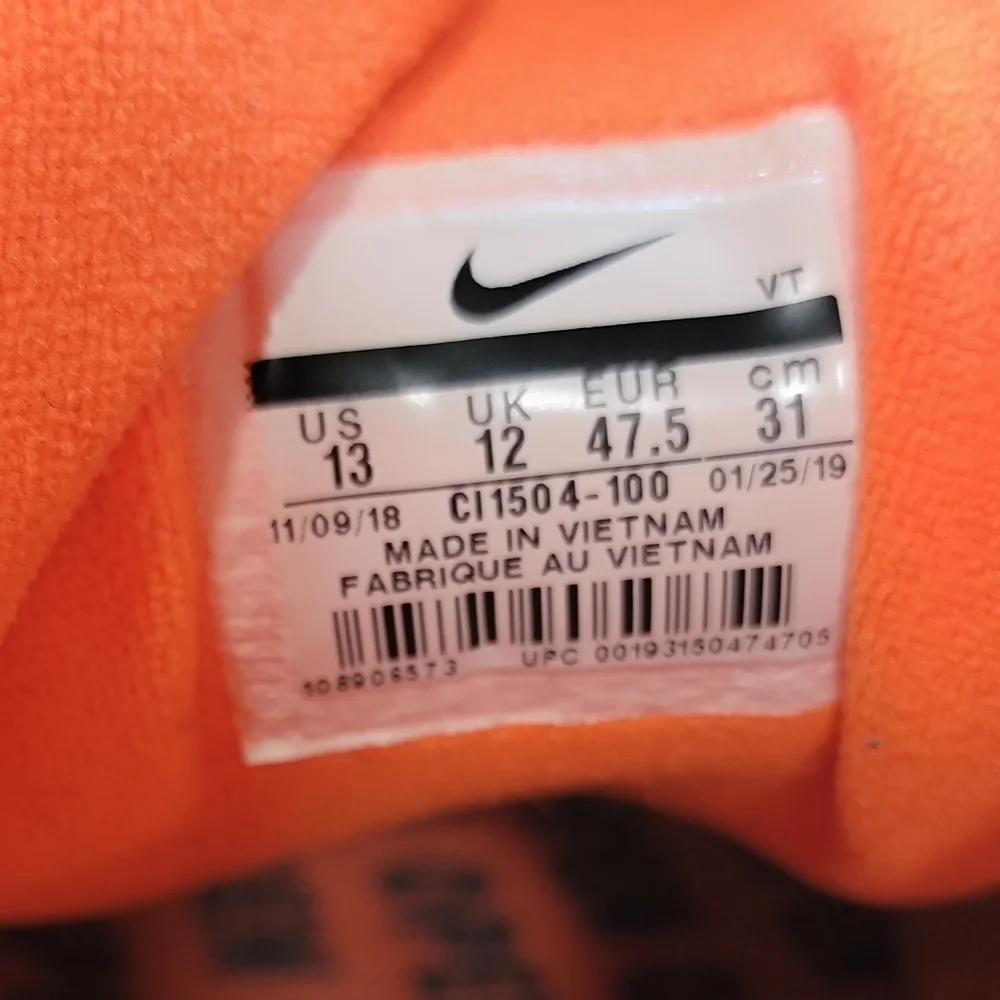 VT
US UK EUR cm
13 12 47.5 31
11/09/18 CI1504-100 01/25/19
MADE IN VIETNAM
FABRIQUE AU VIETNAM
108906573 UPC 00193150474705